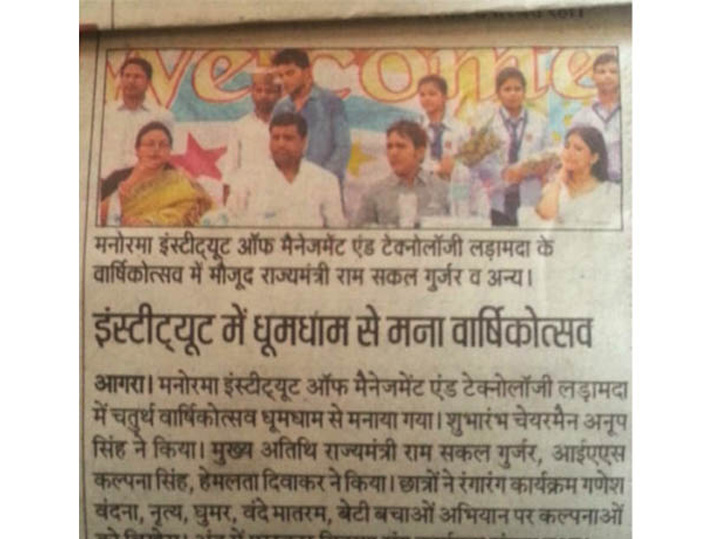 Welcome
मनोरमा इंस्टीट्यूट ऑफ मैनेजमेंट एंड टेक्नोलॉजी लड़ामदा के
वार्षिकोत्सव में मौजूद राज्यमंत्री राम सकल गुर्जर व अन्य।
इंस्टीट्यूट में धूमधाम से मना वार्षिकोत्सव
आगरा। मनोरमा इंस्टीट्यूट ऑफ मैनेजमेंट एंड टेक्नोलॉजी लड़ामदा
में चतुर्थ वार्षिकोत्सव धूमधाम से मनाया गया। शुभारंभ चेयरमैन अनूप
सिंह ने किया। मुख्य अतिथि राज्यमंत्री राम सकल गुर्जर, आईएएस
कल्पना सिंह, हेमलता दिवाकर ने किया। छात्रों ने रंगारंग कार्यक्रम गणेश
वंदना, नृत्य, घुमर, वंदे मातरम, बेटी बचाओ अभियान पर कल्पनाओं